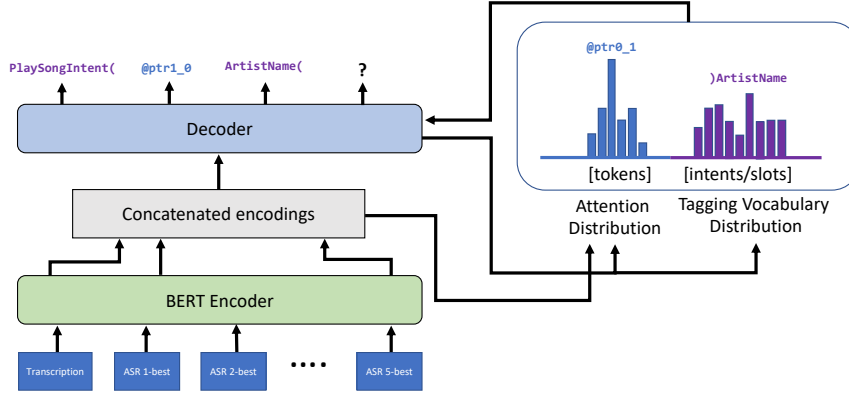 PlaySongIntent( @ptr1_0 ArtistName( ?
Decoder
Concatenated encodings
BERT Encoder
Transcription ASR 1-best ASR 2-best .... ASR 5-best
@ptr0_1
)ArtistName
[tokens] [intents/slots]
Attention
Distribution
Tagging Vocabulary
Distribution